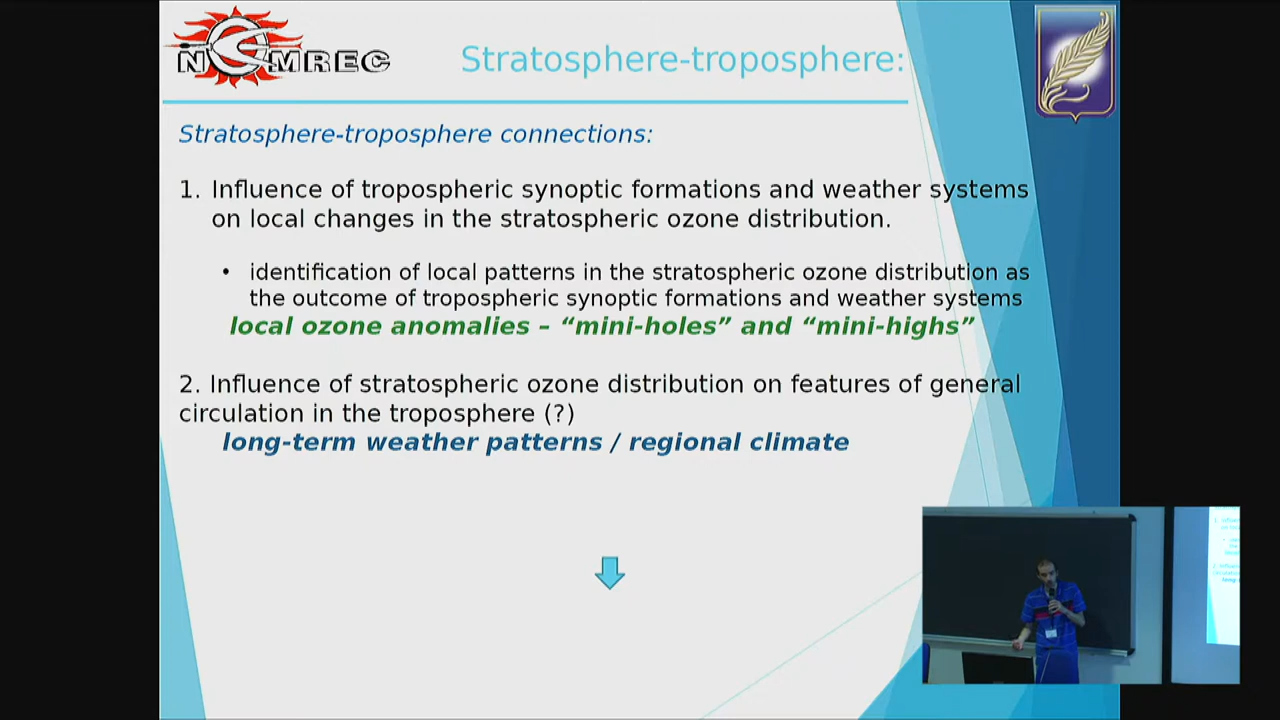 NOMREC
Stratosphere-troposphere:
Stratosphere-troposphere connections:
1. Influence of tropospheric synoptic formations and weather systems
on local changes in the stratospheric ozone distribution.
• identification of local patterns in the stratospheric ozone distribution as
the outcome of tropospheric synoptic formations and weather systems
local ozone anomalies – “mini-holes” and “mini-highs”
2. Influence of stratospheric ozone distribution on features of general
circulation in the troposphere (?)
long-term weather patterns / regional climate